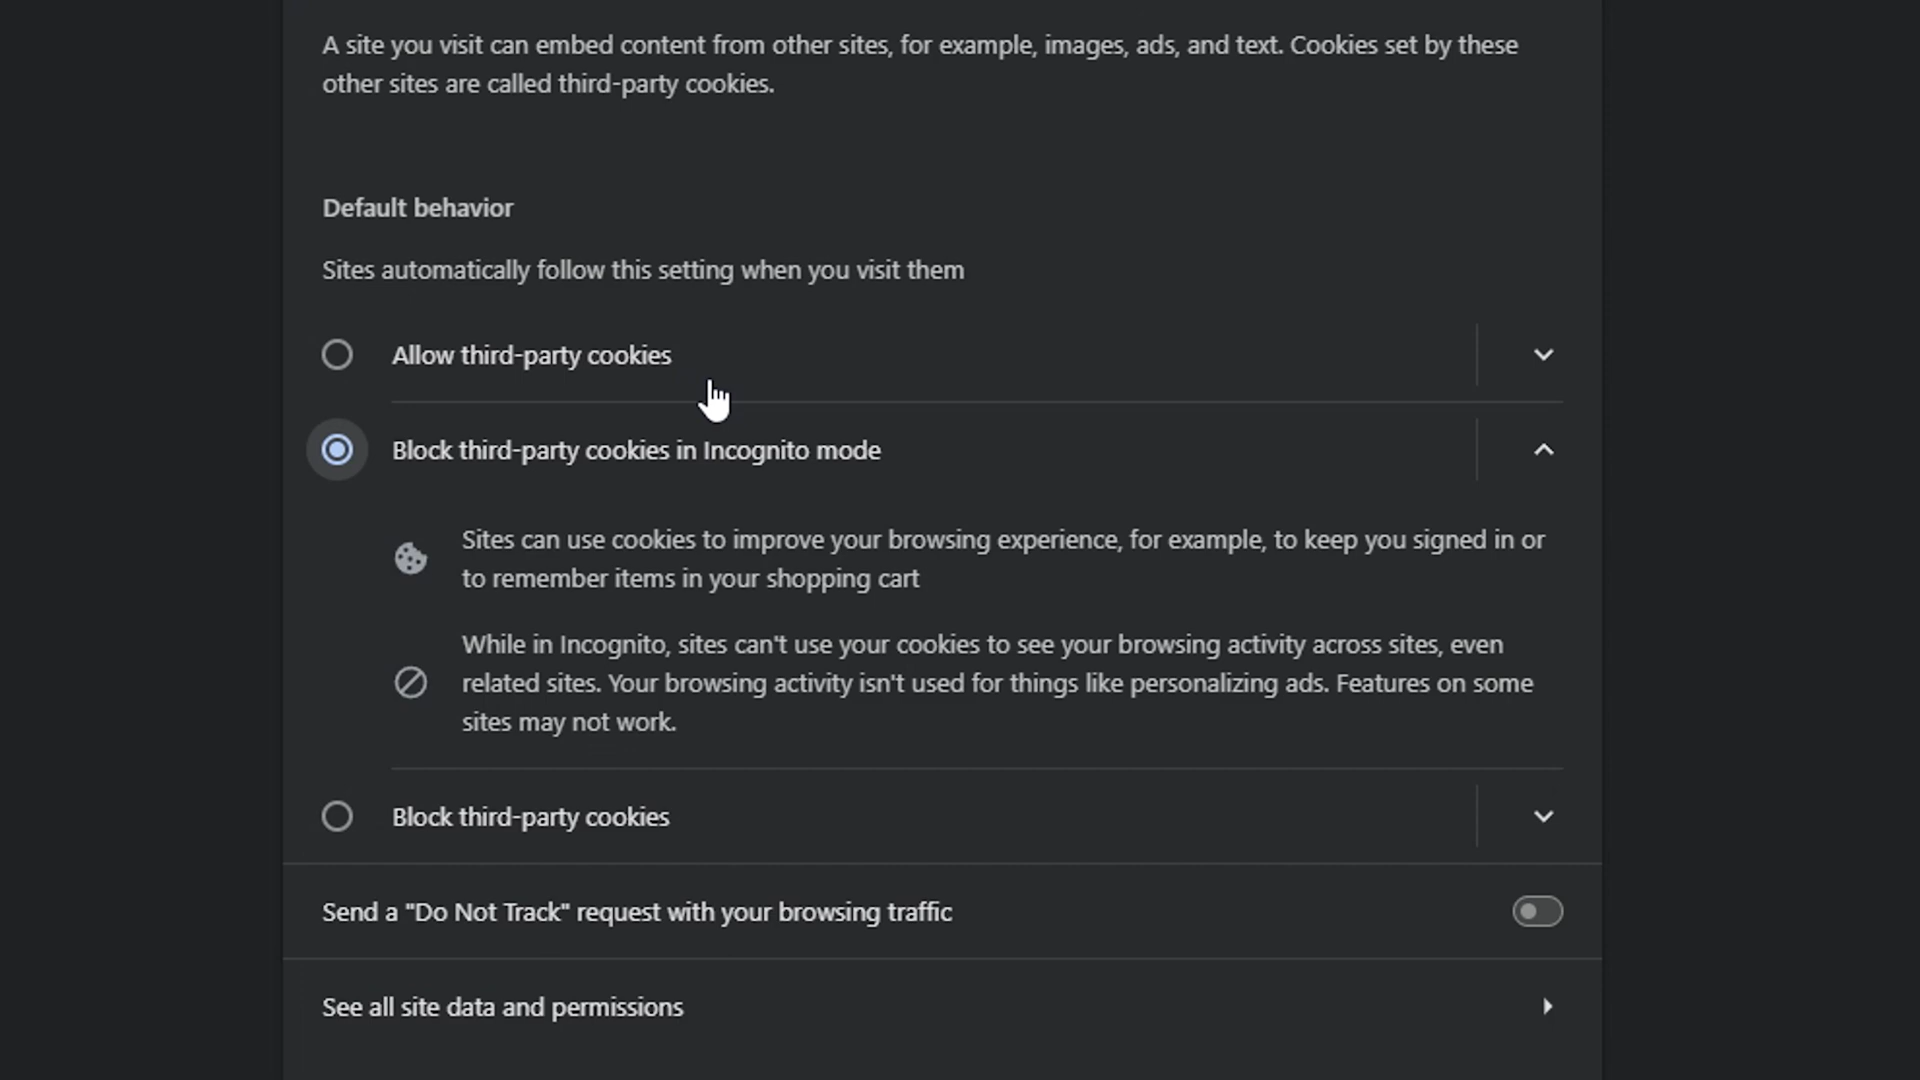 A site you visit can embed content from other sites, for example, images, ads, and text. Cookies set by these
other sites are called third-party cookies.
Default behavior
Sites automatically follow this setting when you visit them
Allow third-party cookies
Block third-party cookies in Incognito mode
Sites can use cookies to improve your browsing experience, for example, to keep you signed in or
to remember items in your shopping cart
While in Incognito, sites can't use your cookies to see your browsing activity across sites, even
related sites. Your browsing activity isn't used for things like personalizing ads. Features on some
sites may not work.
Block third-party cookies
Send a "Do Not Track" request with your browsing traffic
See all site data and permissions